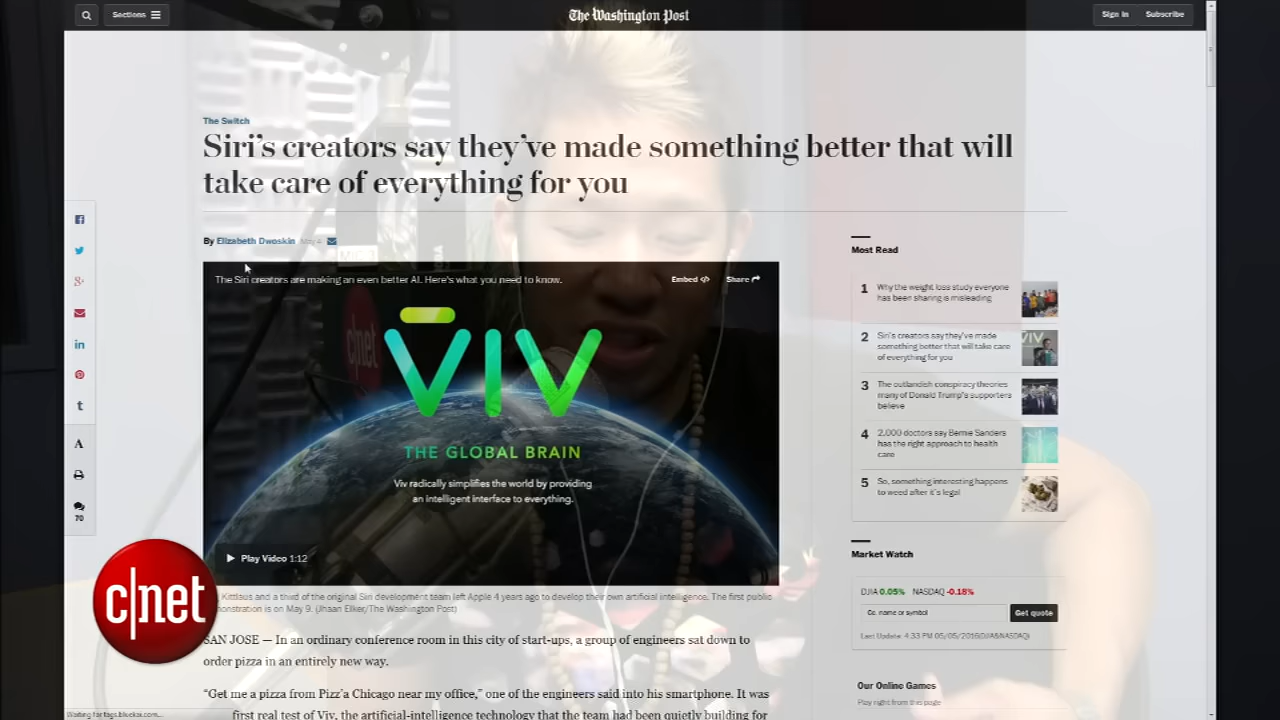 Sections
The Washington Post
Sign In
Subscribe
The Switch
Siri's creators say they've made something better that will
take care of everything for you
By Elizabeth Dwoskin
The Siri creators are making an even better AI. Here's what you need to know.
Embed </>
Share
VIV
THE GLOBAL BRAIN
Viv radically simplifies the world by providing
an intelligent interface to everything.
Play Video 1:12
Kittlaus and a third of the original Siri development team left Apple 4 years ago to develop their own artificial intelligence. The first public
onstration is on May 9. (Jhaan Elker/The Washington Post)
SAN JOSE — In an ordinary conference room in this city of start-ups, a group of engineers sat down to
order pizza in an entirely new way.
“Get me a pizza from Pizz'a Chicago near my office,” one of the engineers said into his smartphone. It was
first real test of Viv, the artificial-intelligence technology that the team had been quietly building for
70
c|net
c|net
Most Read
1 Why the weight loss study everyone
has been sharing is misleading
2 Siri's creators say they've made
something better that will take care
of everything for you
3 The outlandish conspiracy theories
many of Donald Trump's supporters
believe
4 2,000 doctors say Bernie Sanders
has the right approach to health
care
5 So, something interesting happens
to weed after it's legal
Market Watch
DJIA 0.05% NASDAQ -0.18%
Co. name or symbol
Get quote
Last Update: 4:33 PM 05/05/2016(DJIA&NASDAQ)
Our Online Games
Play right from this page
Waiting for tags.bluekai.com...